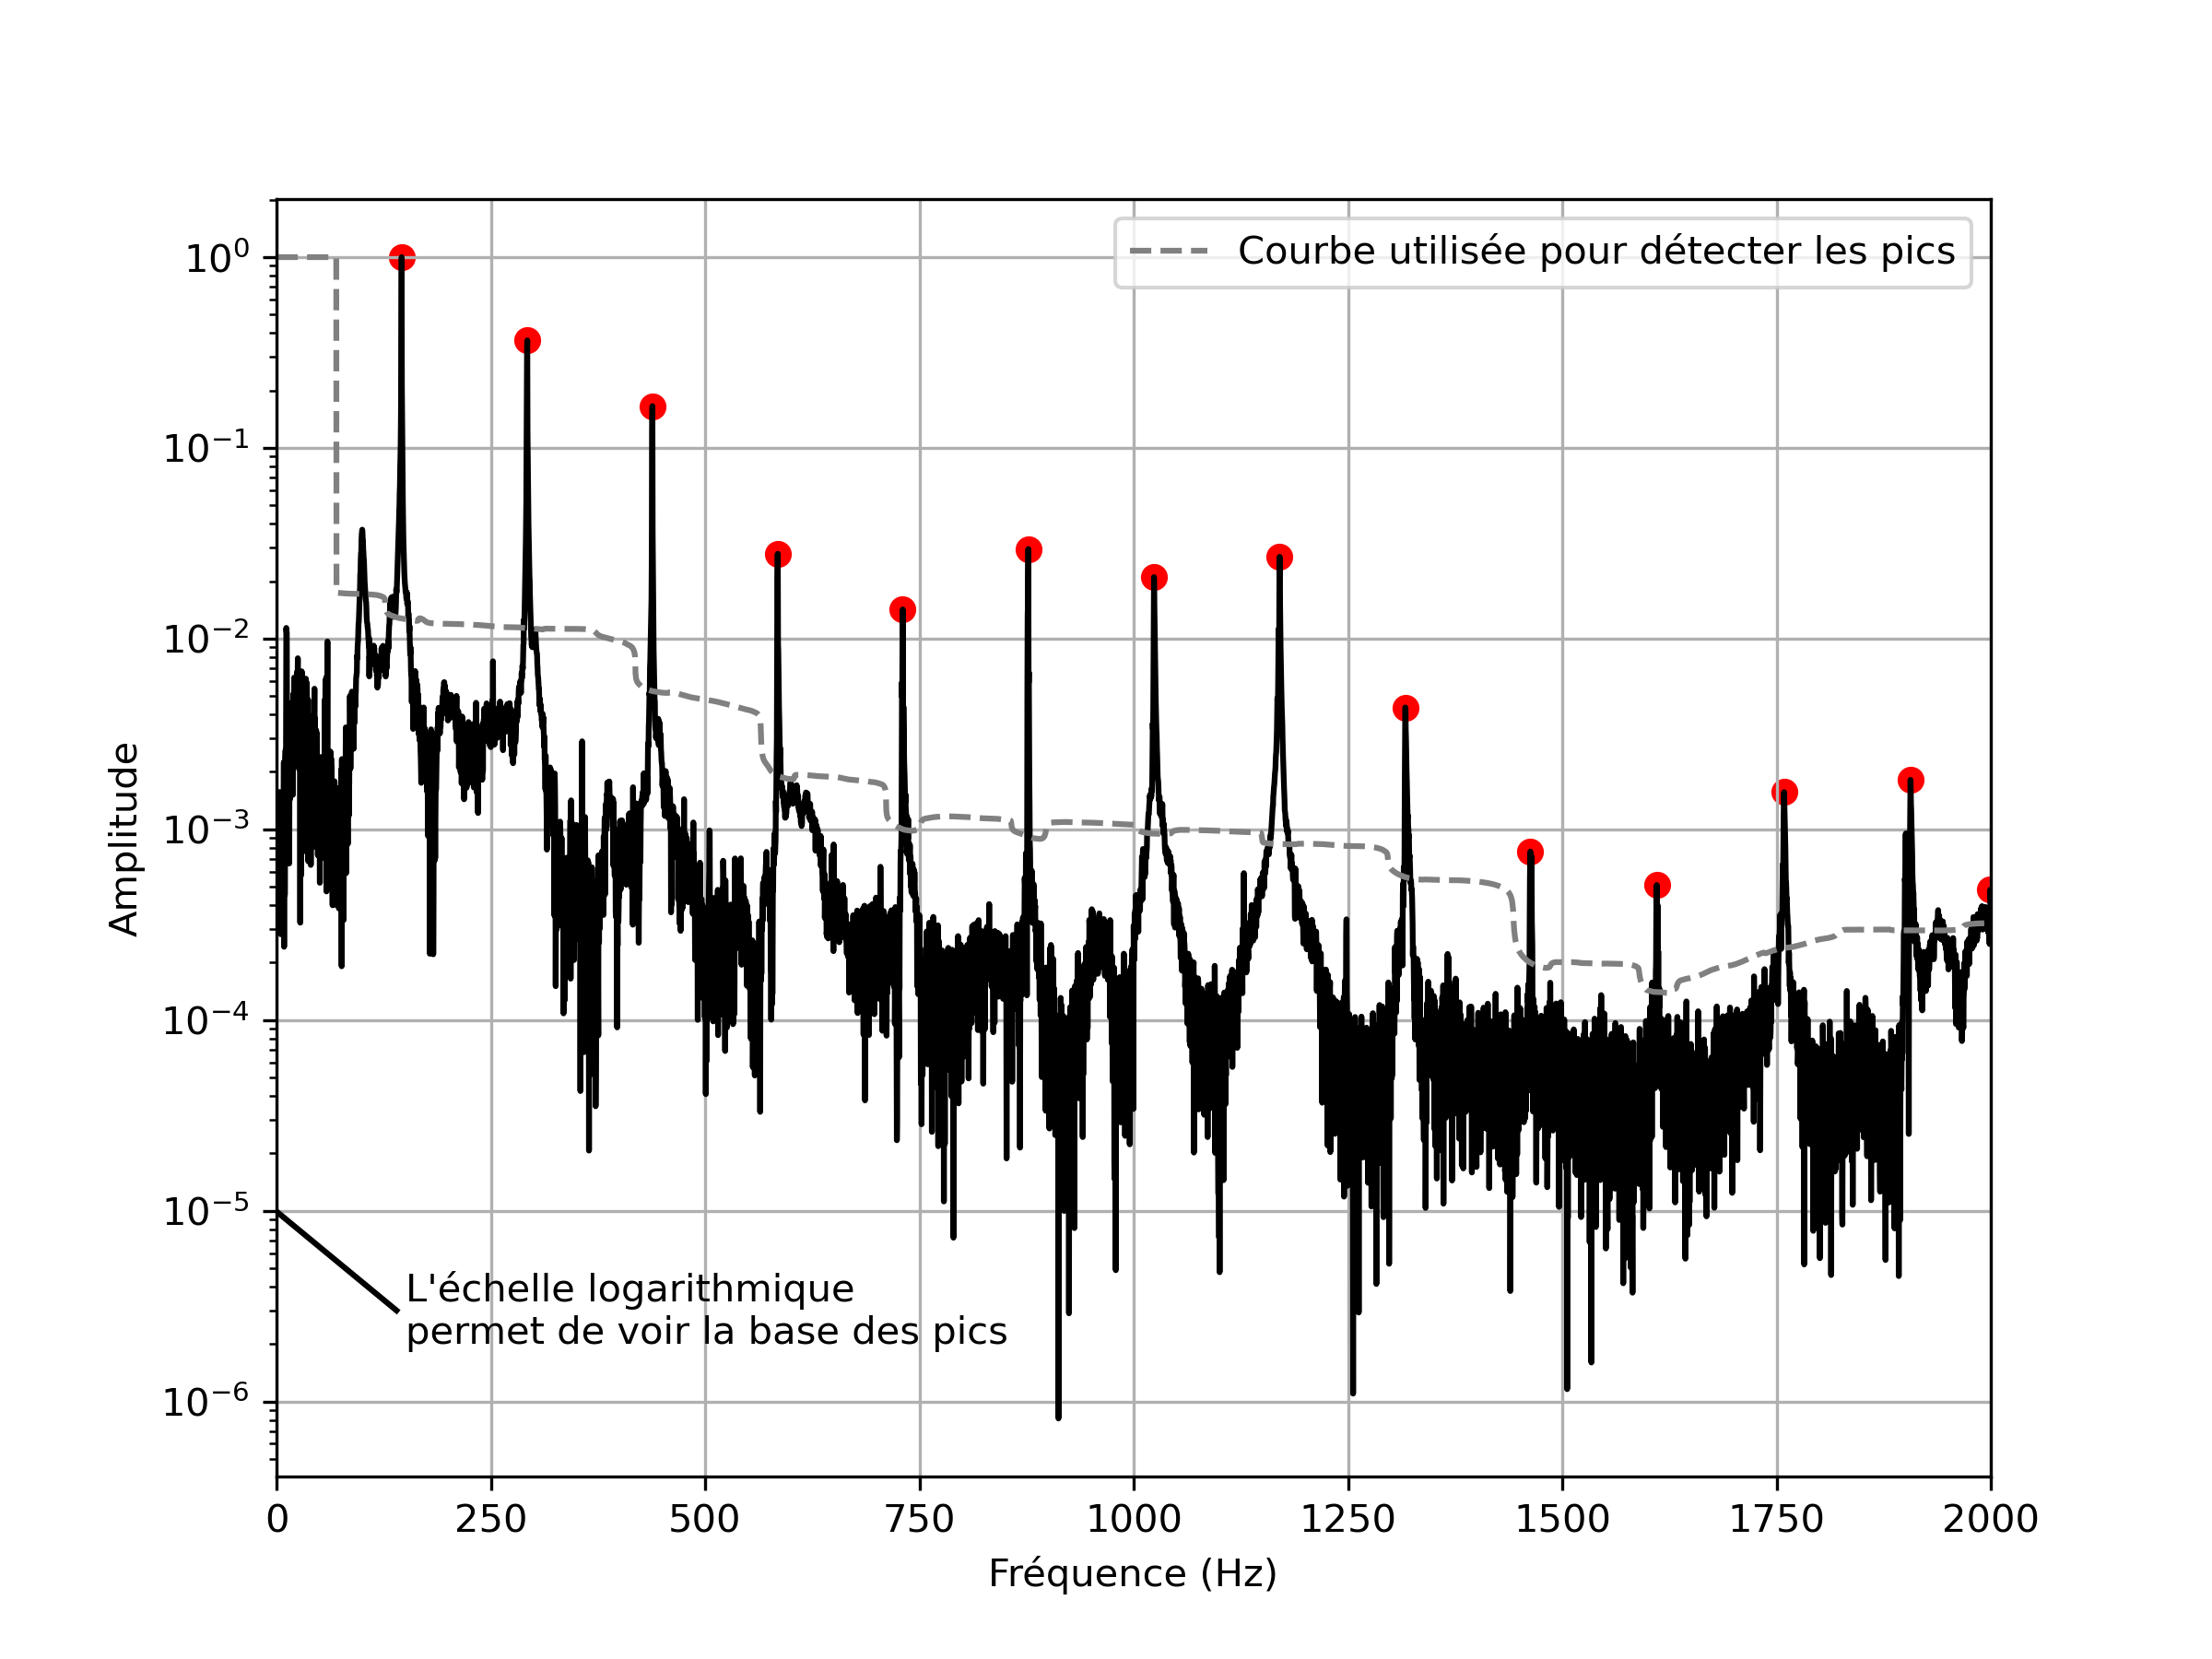 Courbe utilisée pour détecter les pics
10⁰
10⁻¹
10⁻²
10⁻³
10⁻⁴
10⁻⁵
10⁻⁶
Amplitude
L'échelle logarithmique
permet de voir la base des pics
0 250 500 750 1000 1250 1500 1750 2000
Fréquence (Hz)